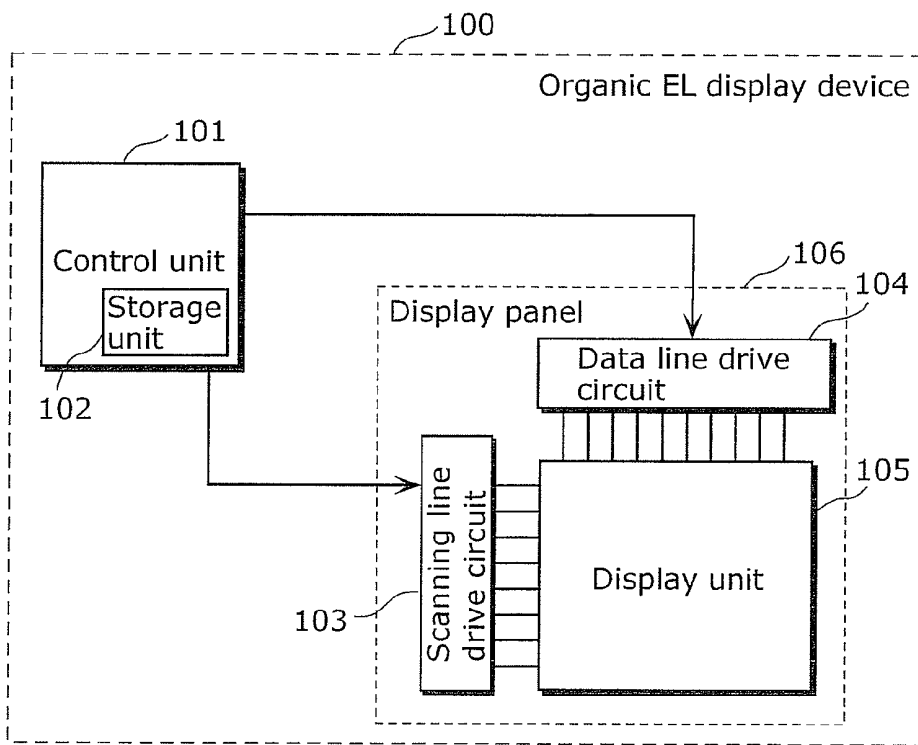 100
Organic EL display device
101
Control unit
Storage
unit
102
106
104
Display panel
Data line drive
circuit
105
Scanning line
drive circuit
103
Display unit